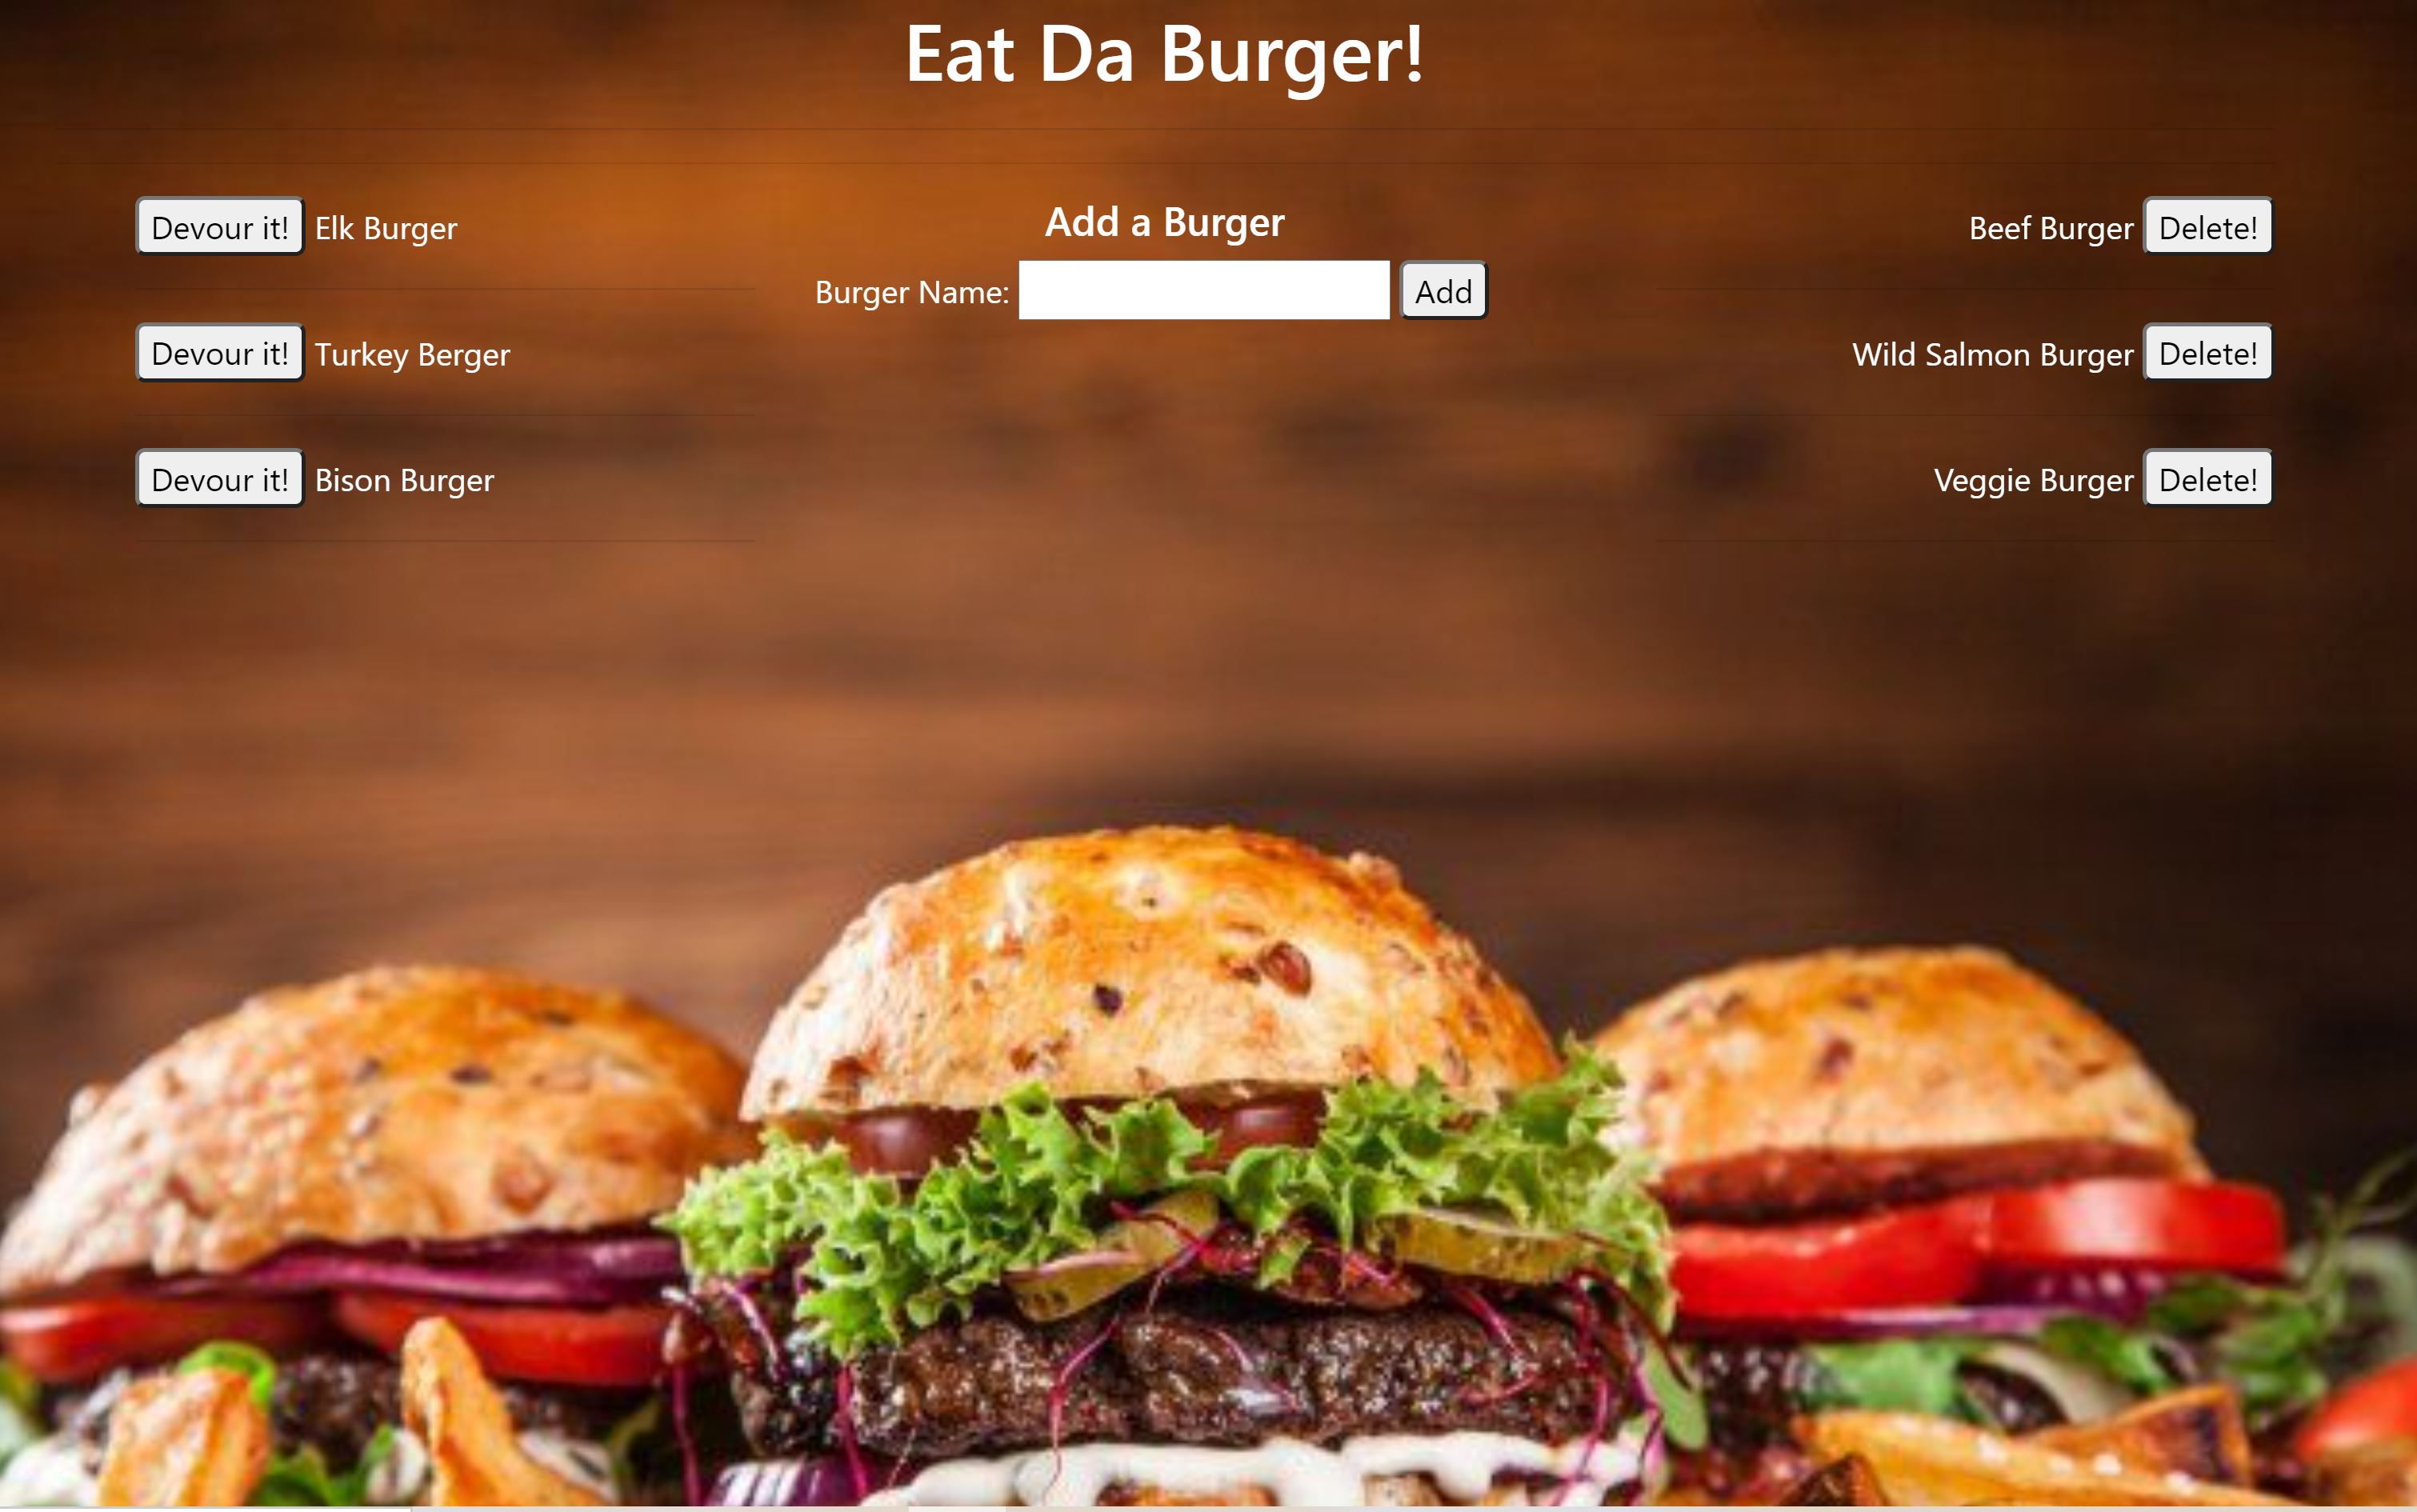 Eat Da Burger!
Devour it! Elk Burger
Devour it! Turkey Berger
Devour it! Bison Burger
Add a Burger
Burger Name: Add
Beef Burger Delete!
Wild Salmon Burger Delete!
Veggie Burger Delete!